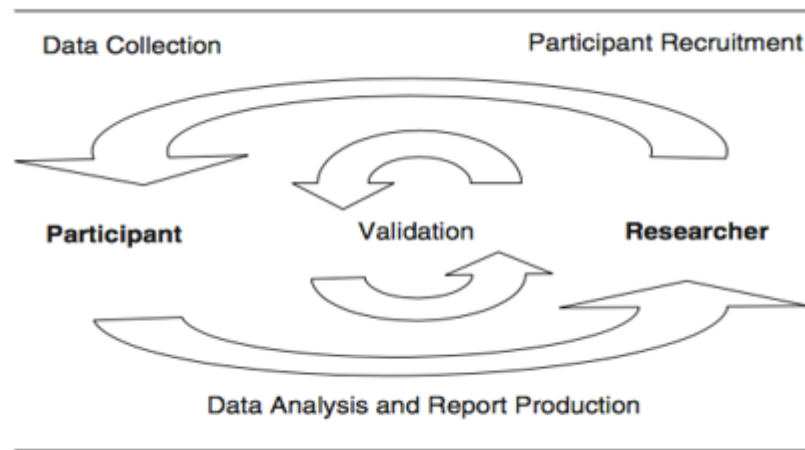 Data Collection
Participant Recruitment
Participant
Validation
Researcher
Data Analysis and Report Production